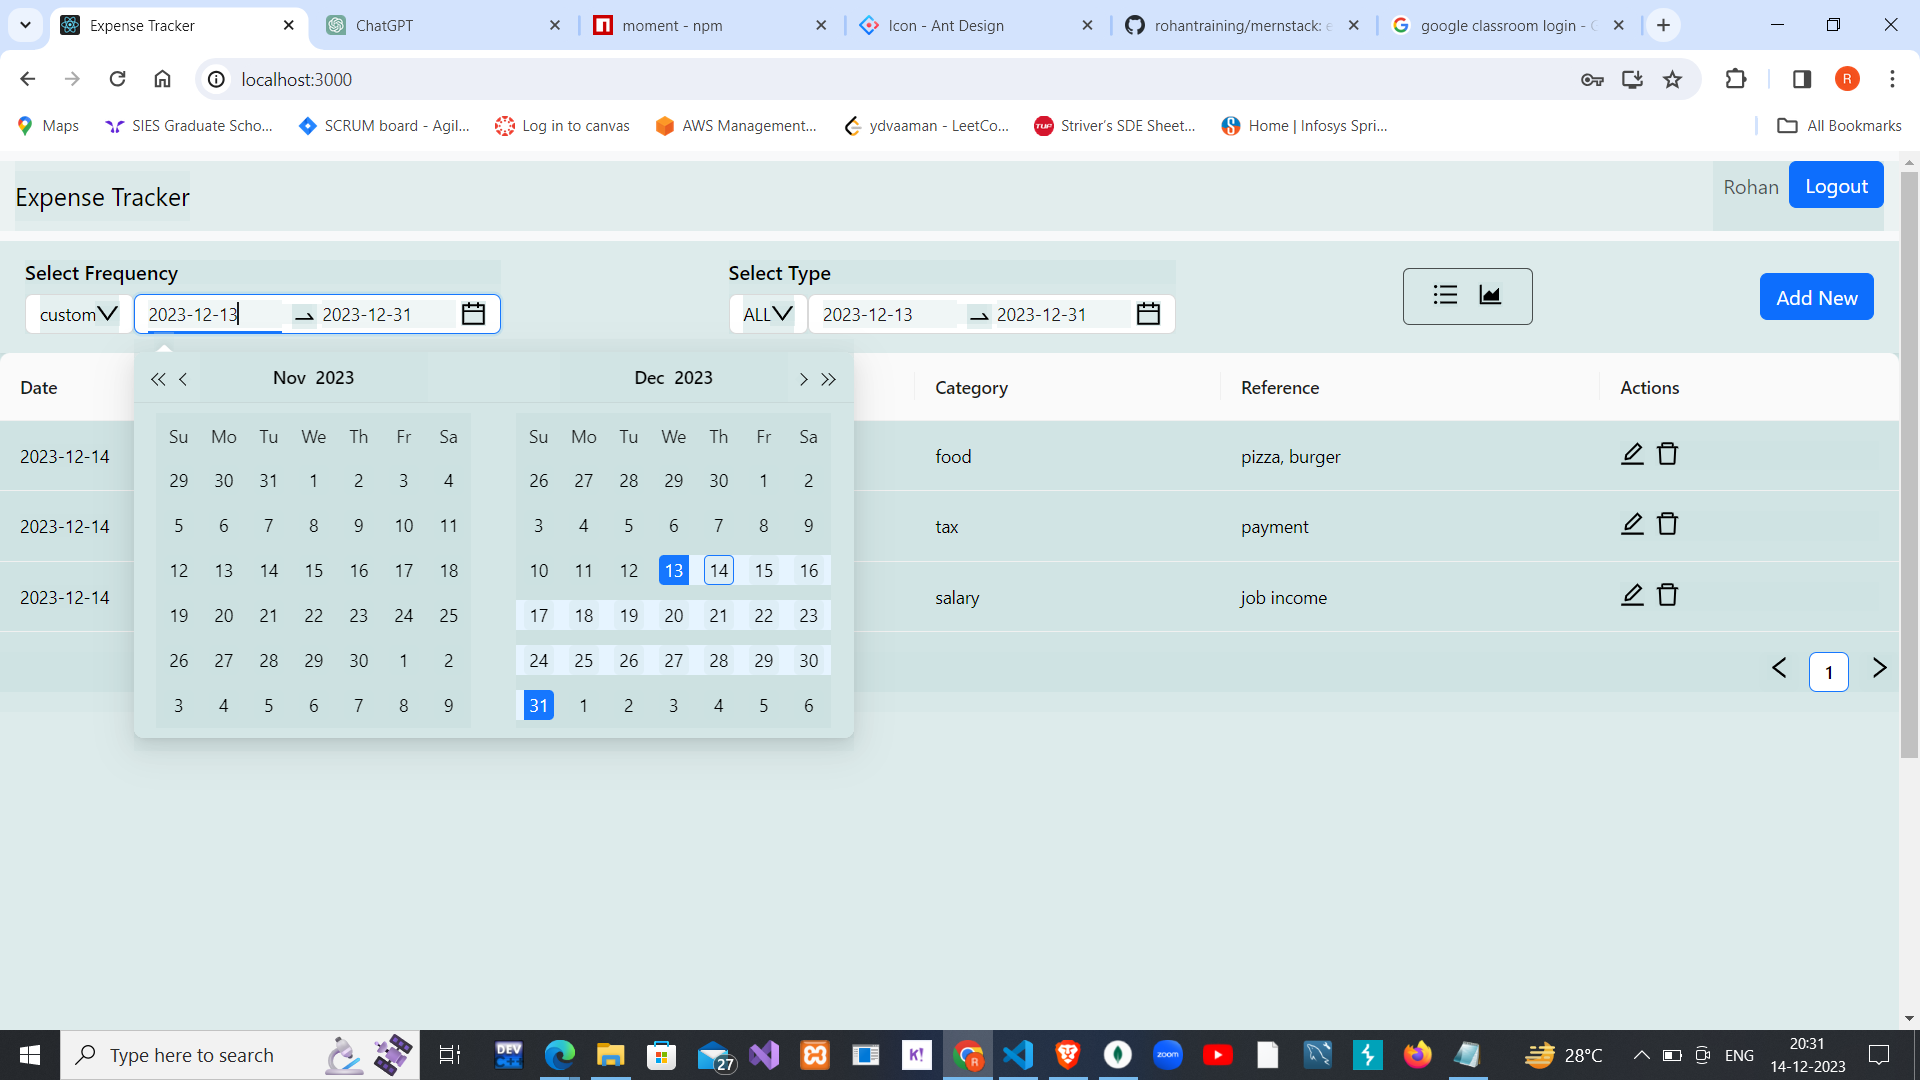 Expense Tracker
ChatGPT
moment - npm
Icon - Ant Design
rohantraining/mernstack: e
google classroom login - G
localhost:3000
R
Maps
SIES Graduate Scho...
SCRUM board - Agil...
Log in to canvas
AWS Management...
ydvaaman - LeetCo...
TUF
Striver's SDE Sheet...
Home | Infosys Spri...
All Bookmarks
Expense Tracker
Rohan
Logout
Select Frequency
Select Type
custom
2023-12-13
2023-12-31
ALL
2023-12-13
2023-12-31
Add New
Date
Category
Reference
Actions
2023-12-14
food
pizza, burger
2023-12-14
tax
payment
2023-12-14
salary
job income
1
Nov 2023
Su Mo Tu We Th Fr Sa
29 30 31 1 2 3 4
5 6 7 8 9 10 11
12 13 14 15 16 17 18
19 20 21 22 23 24 25
26 27 28 29 30 1 2
3 4 5 6 7 8 9
Dec 2023
Su Mo Tu We Th Fr Sa
26 27 28 29 30 1 2
3 4 5 6 7 8 9
10 11 12 13 14 15 16
17 18 19 20 21 22 23
24 25 26 27 28 29 30
31 1 2 3 4 5 6
Type here to search
DEV
27
K!
R
zoom
28°C
ENG
20:31
14-12-2023